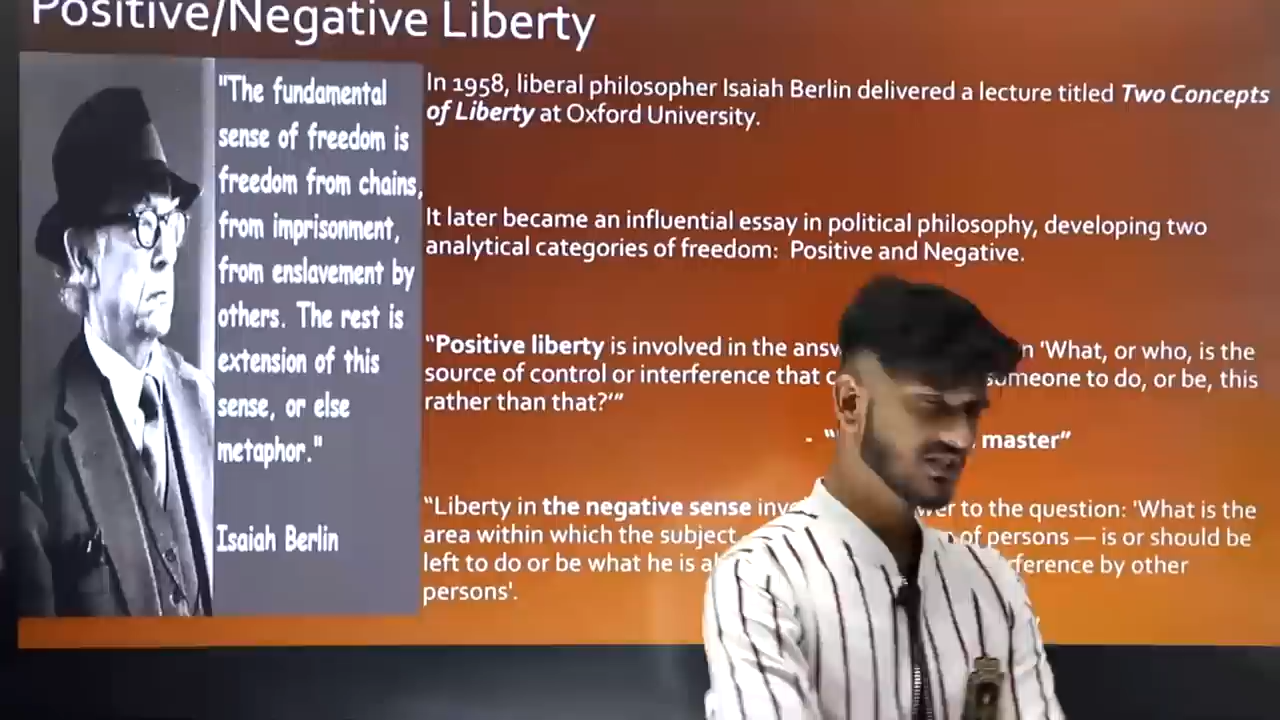 Positive/Negative Liberty
"The fundamental
sense of freedom is
freedom from chains,
from imprisonment,
from enslavement by
others. The rest is
extension of this
sense, or else
metaphor."
Isaiah Berlin
In 1958, liberal philosopher Isaiah Berlin delivered a lecture titled Two Concepts
of Liberty at Oxford University.
It later became an influential essay in political philosophy, developing two
analytical categories of freedom: Positive and Negative.
“Positive liberty is involved in the 'What, or who, is the
source of control or interference that someone to do, or be, this
rather than that?‘”
master”
“Liberty in the negative sense to the question: 'What is the
area within which the subject of persons — is or should be
left to do or be what he is by other
persons'.